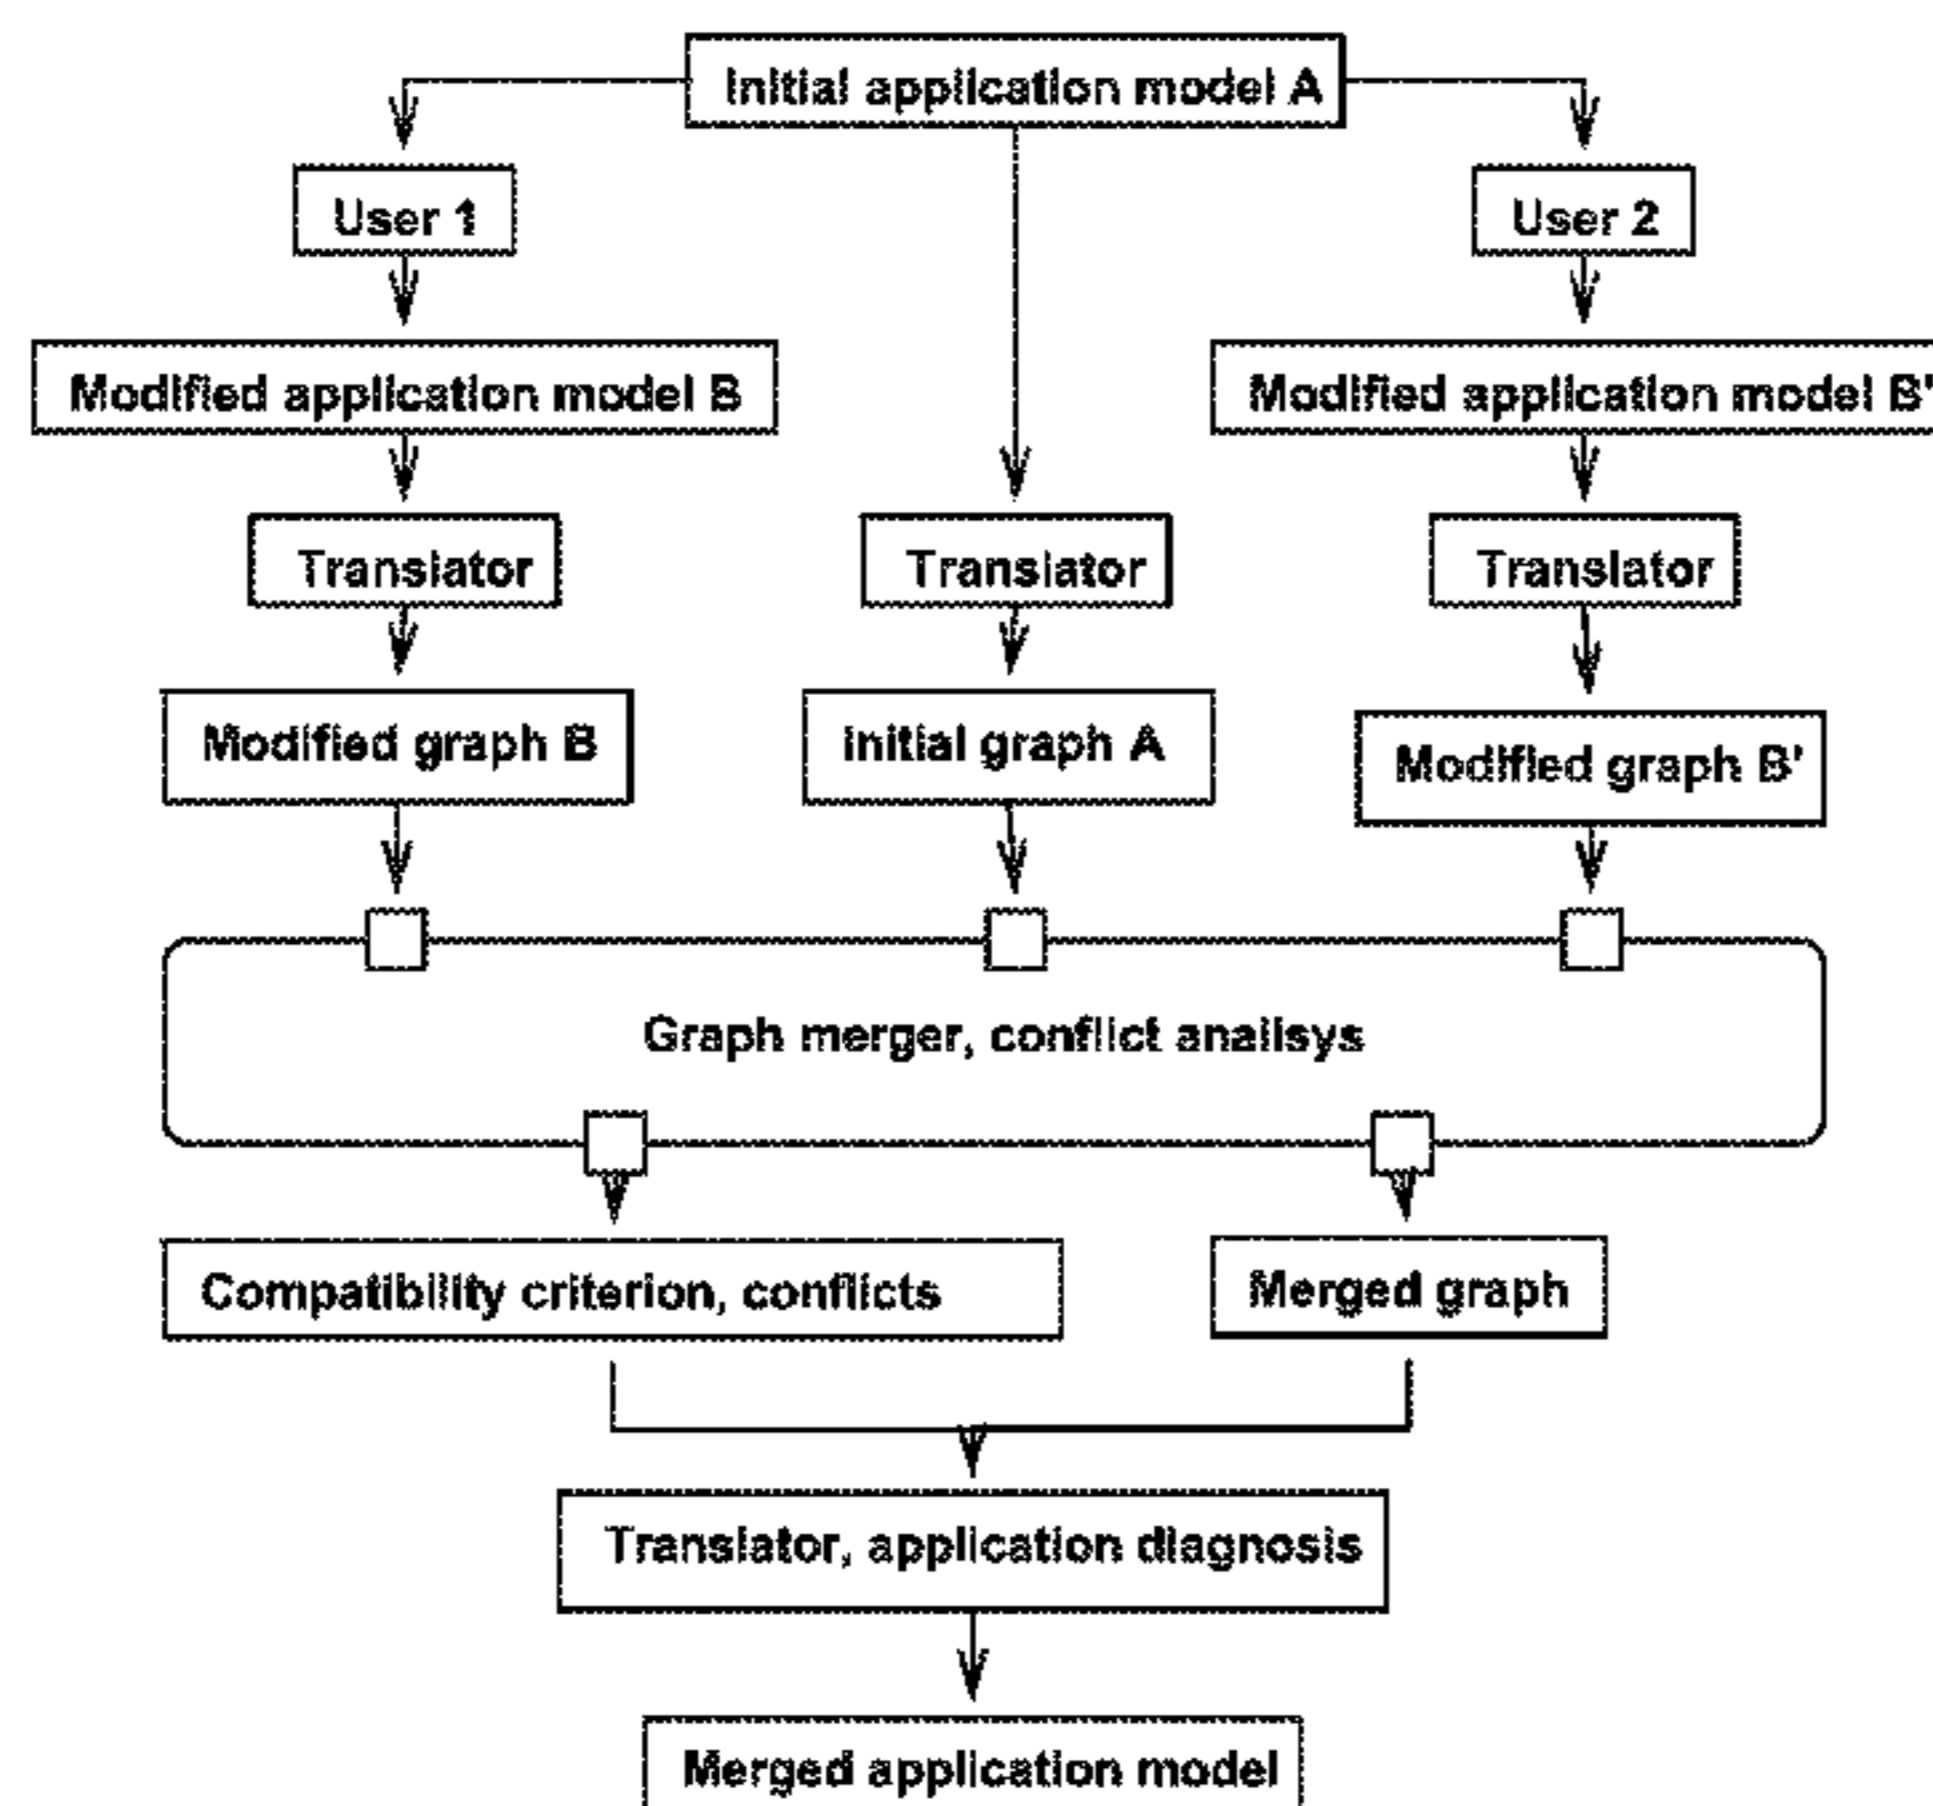 Initial application model A
User 1
User 2
Modified application model B
Modified application model B'
Translator
Translator
Translator
Modified graph B
Initial graph A
Modified graph B'
Graph merger, conflict analisys
Compatibility criterion, conflicts
Merged graph
Translator, application diagnosis
Merged application model